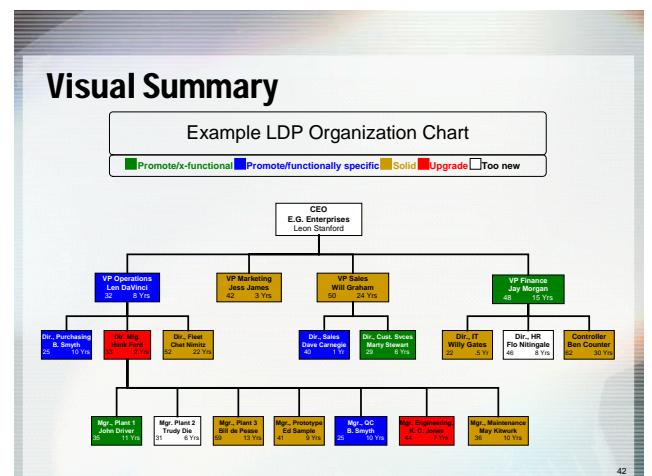 Visual Summary
Example LDP Organization Chart
Promote/x-functional Promote/functionally specific Solid Upgrade Too new
CEO
E.G. Enterprises
Leon Stanford
VP Operations
Len DaVinci
32 8 Yrs
VP Marketing
Jess James
42 3 Yrs
VP Sales
Will Graham
50 24 Yrs
VP Finance
Jay Morgan
48 15 Yrs
Dir., Purchasing
B. Smyth
25 10 Yrs
Dir. Mfg.
Hank Ford
33 2 Yrs
Dir., Fleet
Chet Nimitz
52 22 Yrs
Dir., Sales
Dave Carnegie
40 1 Yr
Dir., Cust. Svces
Marty Stewart
29 6 Yrs
Dir., IT
Willy Gates
22 .5 Yr
Dir., HR
Flo Nitingale
46 8 Yrs
Controller
Ben Counter
62 30 Yrs
Mgr., Plant 1
John Driver
35 11 Yrs
Mgr. Plant 2
Trudy Die
31 6 Yrs
Mgr., Plant 3
Bill de Pease
59 13 Yrs
Mgr., Prototype
Ed Sample
41 9 Yrs
Mgr., QC
B. Smyth
25 10 Yrs
Mgr. Engineering.
K. C. Jones
44 7 Yrs
Mgr., Maintenance
May Kitwurk
36 10 Yrs
42